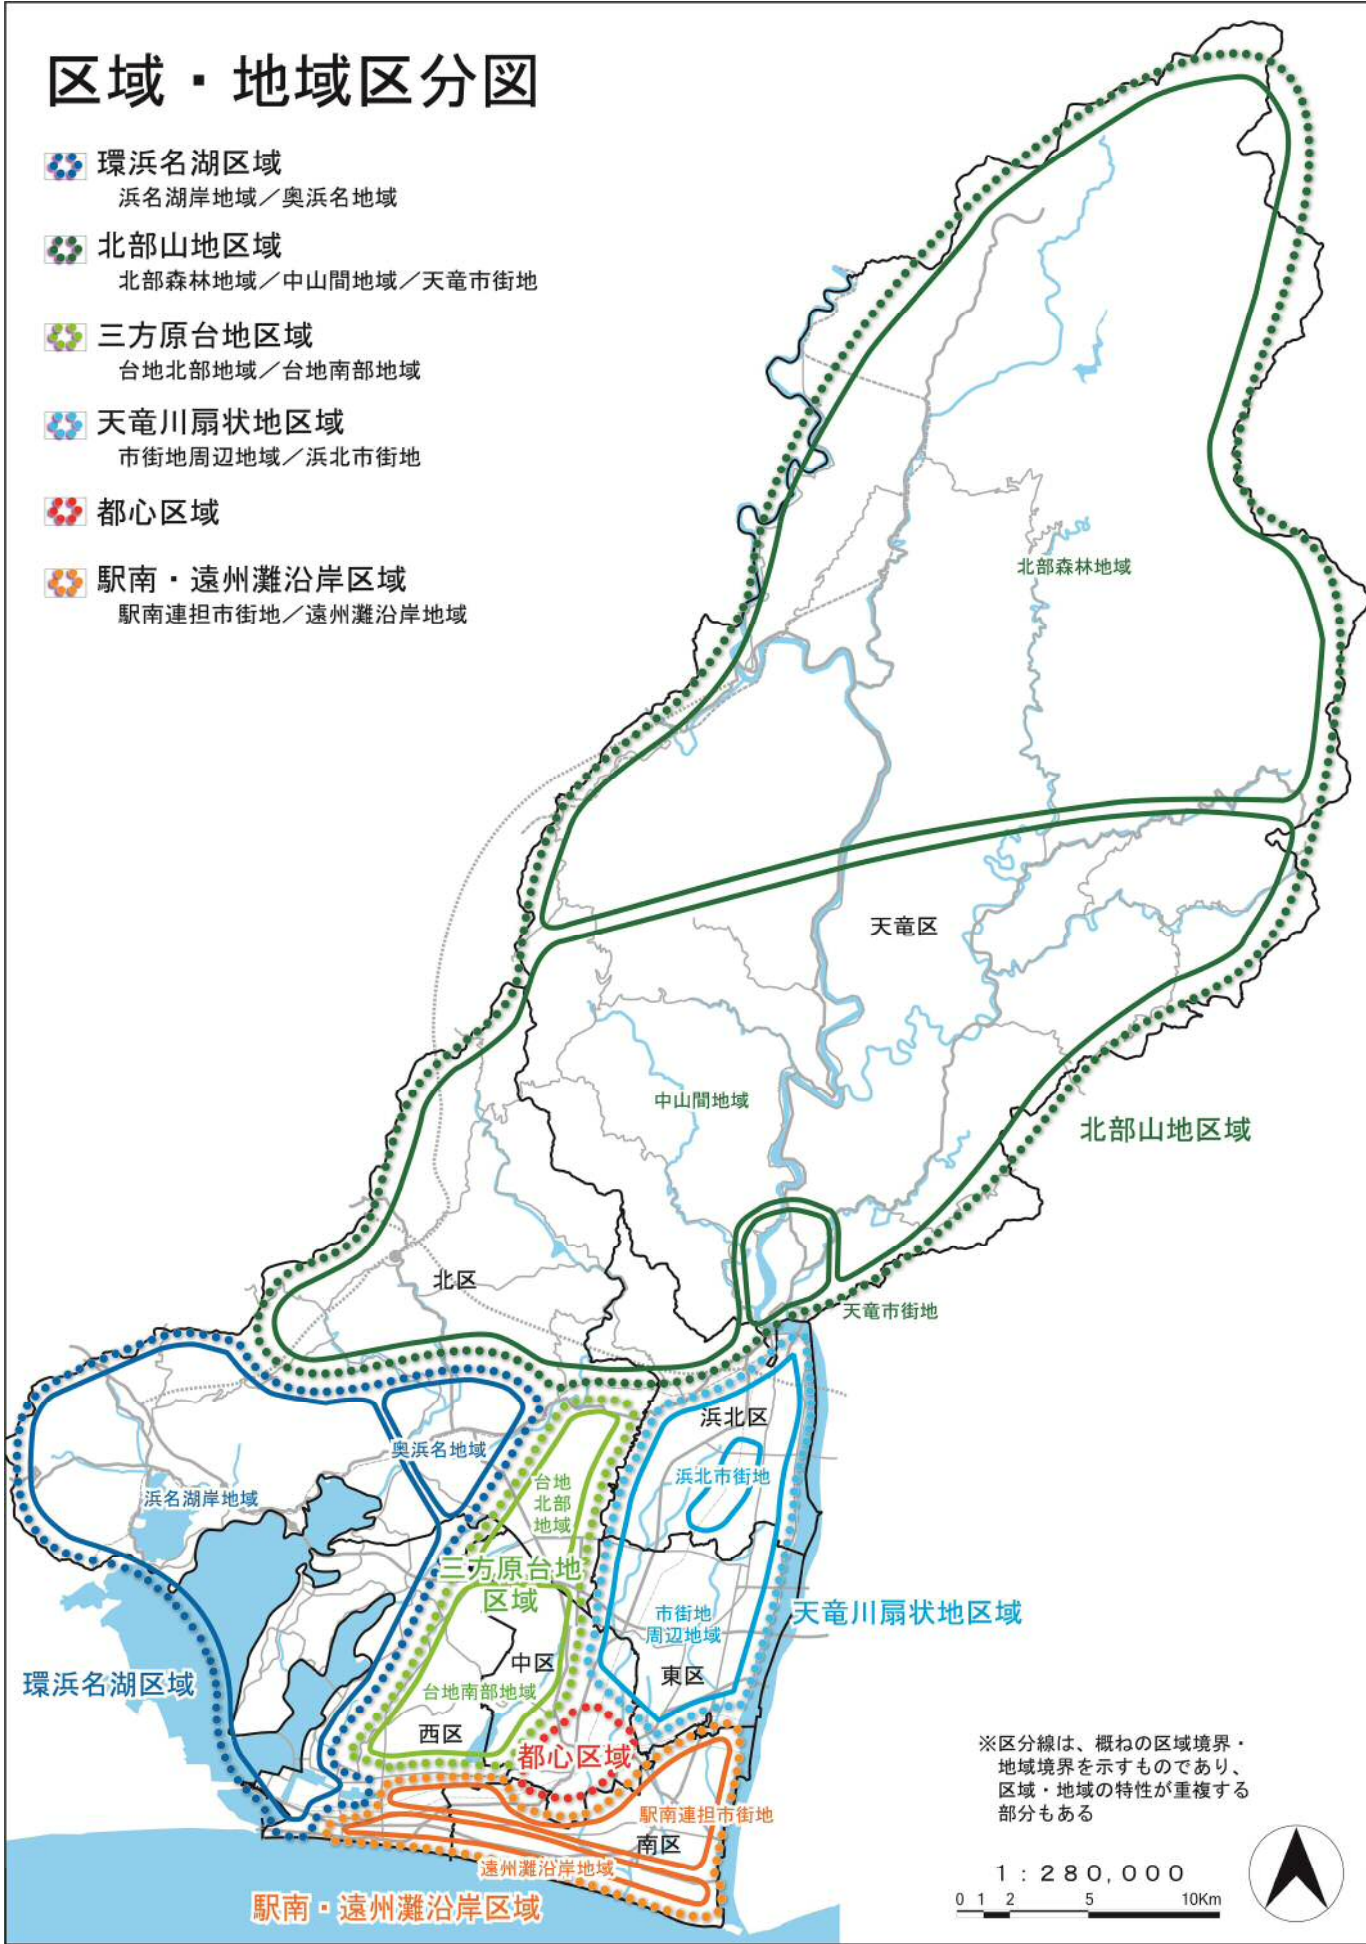 区域・地域区分図
環浜名湖区域
浜名湖岸地域／奥浜名地域
北部山地区域
北部森林地域／中山間地域／天竜市街地
三方原台地区域
台地北部地域／台地南部地域
天竜川扇状地区域
市街地周辺地域／浜北市街地
都心区域
駅南・遠州灘沿岸区域
駅南連担市街地／遠州灘沿岸地域
北部森林地域
天竜区
中山間地域
北部山地区域
北区
天竜市街地
浜北区
奥浜名地域
浜北市街地
浜名湖岸地域
台地
北部
地域
三方原台地
区域
市街地
周辺地域
天竜川扇状地区域
中区
東区
環浜名湖区域
台地南部地域
西区
都心区域
駅南連担市街地
南区
遠州灘沿岸地域
駅南・遠州灘沿岸区域
※区分線は、概ねの区域境界・
地域境界を示すものであり、
区域・地域の特性が重複する
部分もある
1：280,000
0 1 2 5 10Km